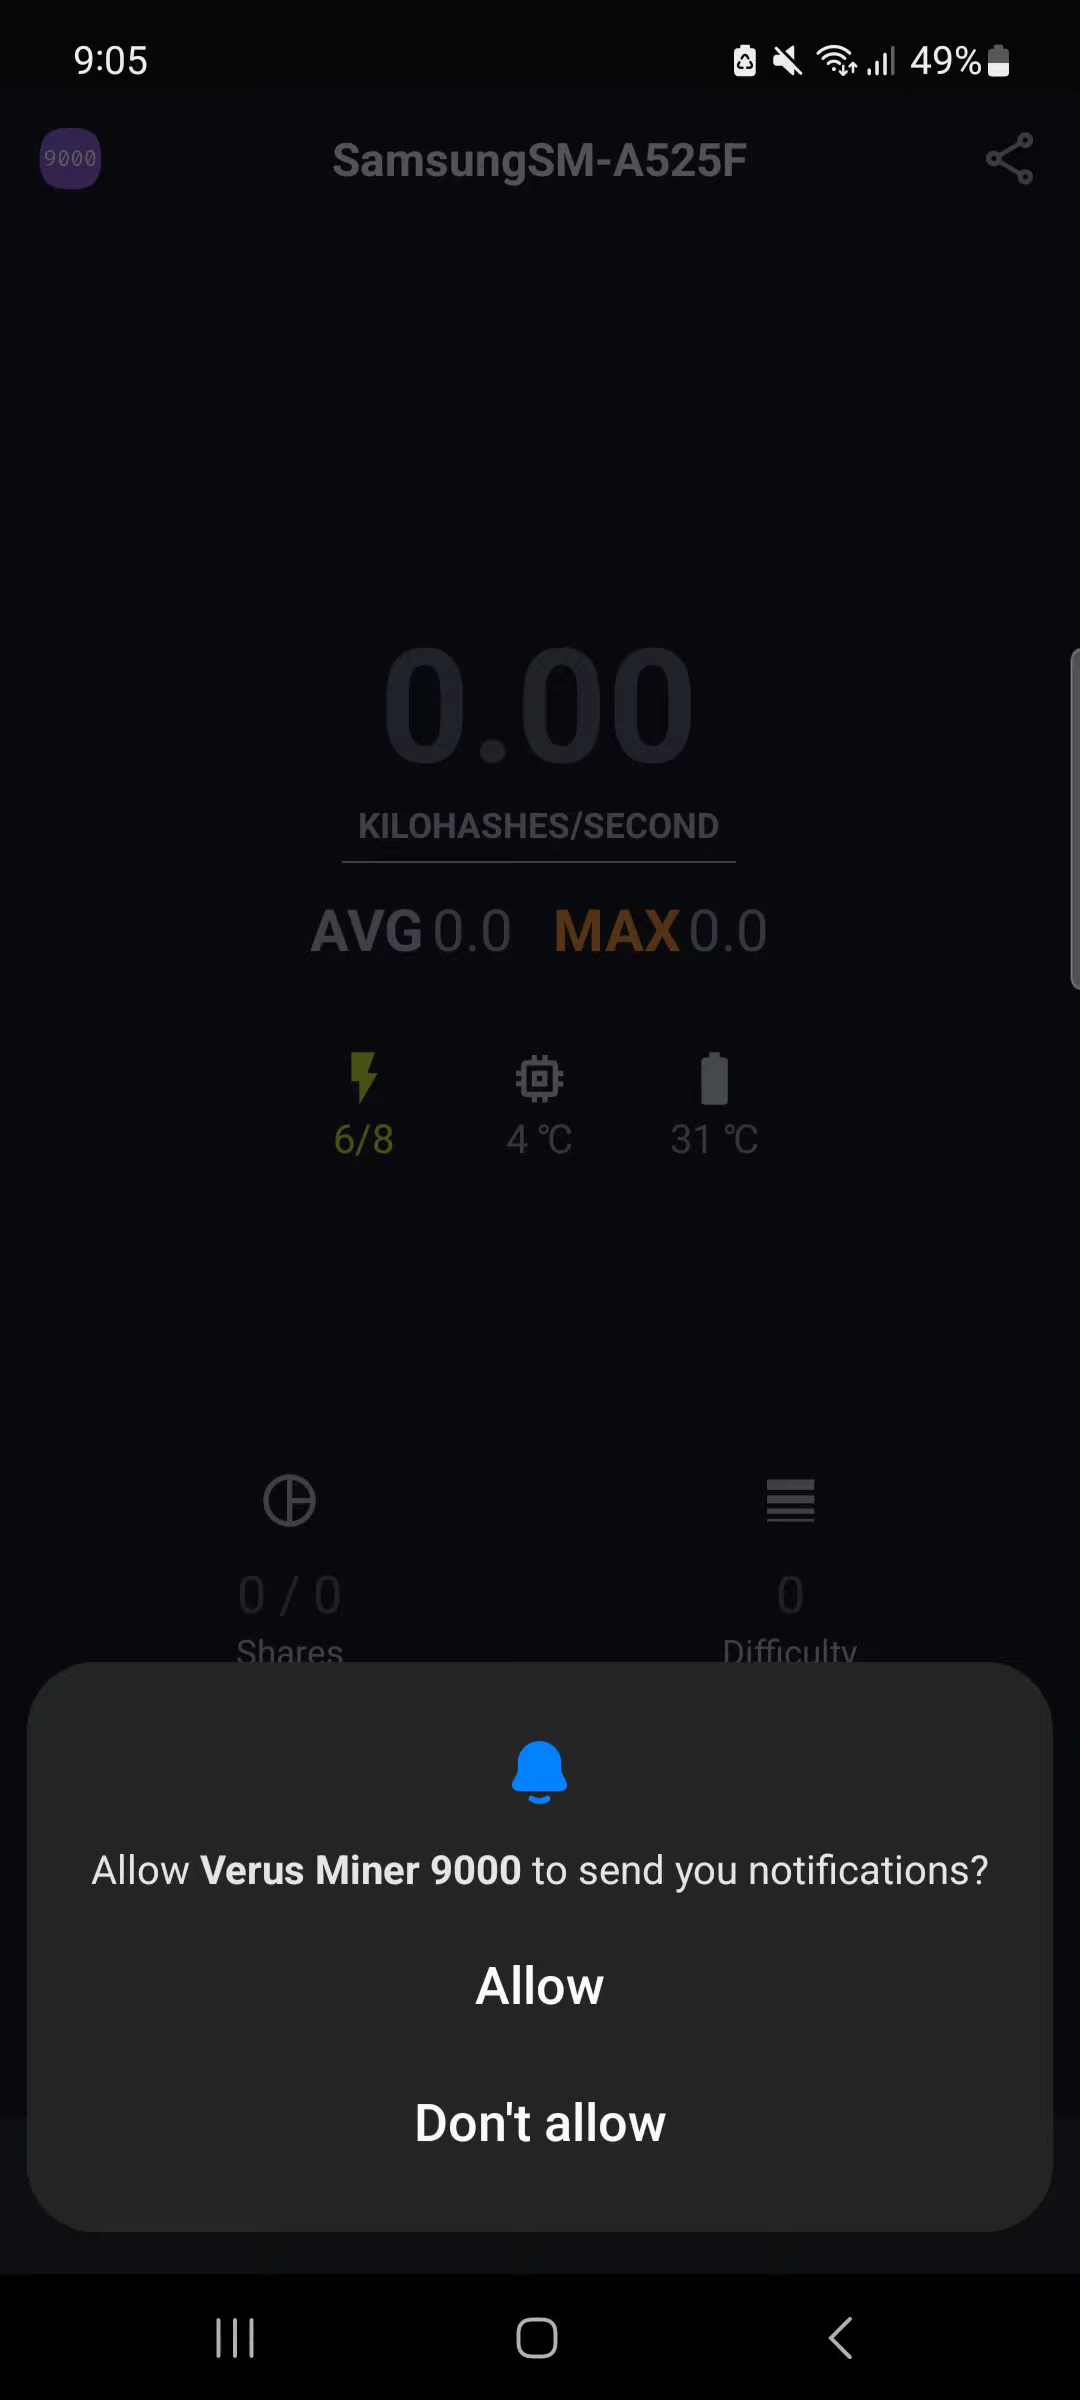 9:05
49%
9000
SamsungSM-A525F
0.00
KILOHASHES/SECOND
AVG 0.0 MAX 0.0
6/8
4 °C
31 °C
0 / 0
0
Shares
Difficulty
Allow Verus Miner 9000 to send you notifications?
Allow
Don't allow